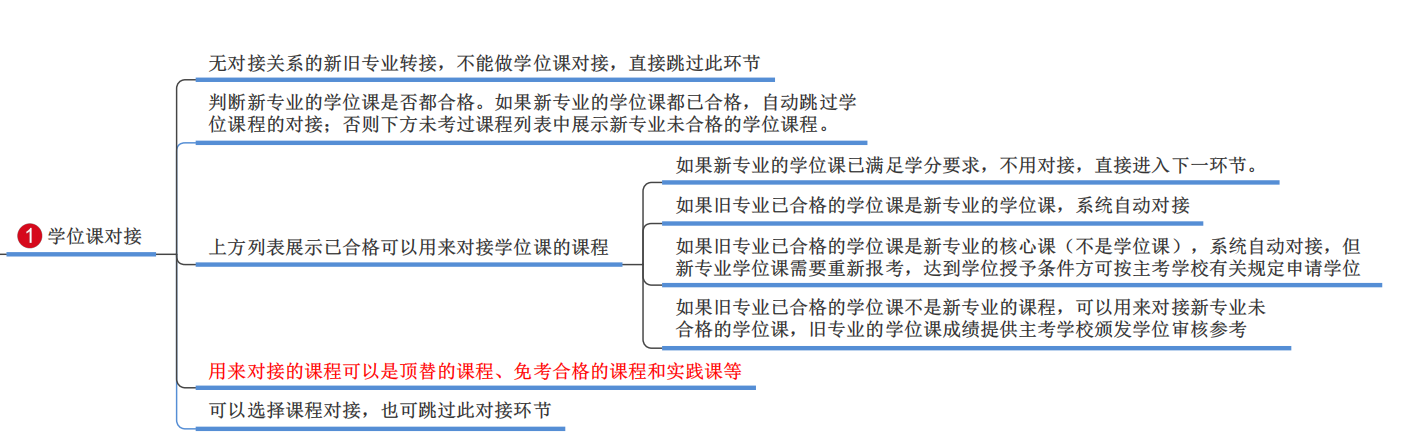 无对接关系的新旧专业转接，不能做学位课对接，直接跳过此环节
判断新专业的学位课是否都合格。如果新专业的学位课都已合格，自动跳过学
位课程的对接；否则下方未考过课程列表中展示新专业未合格的学位课程。
如果新专业的学位课已满足学分要求，不用对接，直接进入下一环节。
如果旧专业已合格的学位课是新专业的学位课，系统自动对接
1 学位课对接
上方列表展示已合格可以用来对接学位课的课程
如果旧专业已合格的学位课是新专业的核心课（不是学位课），系统自动对接，但
新专业学位课需要重新报考，达到学位授予条件方可按主考学校有关规定申请学位
如果旧专业已合格的学位课不是新专业的课程，可以用来对接新专业未
合格的学位课，旧专业的学位课成绩提供主考学校颁发学位审核参考
用来对接的课程可以是顶替的课程、免考合格的课程和实践课等
可以选择课程对接，也可跳过此对接环节